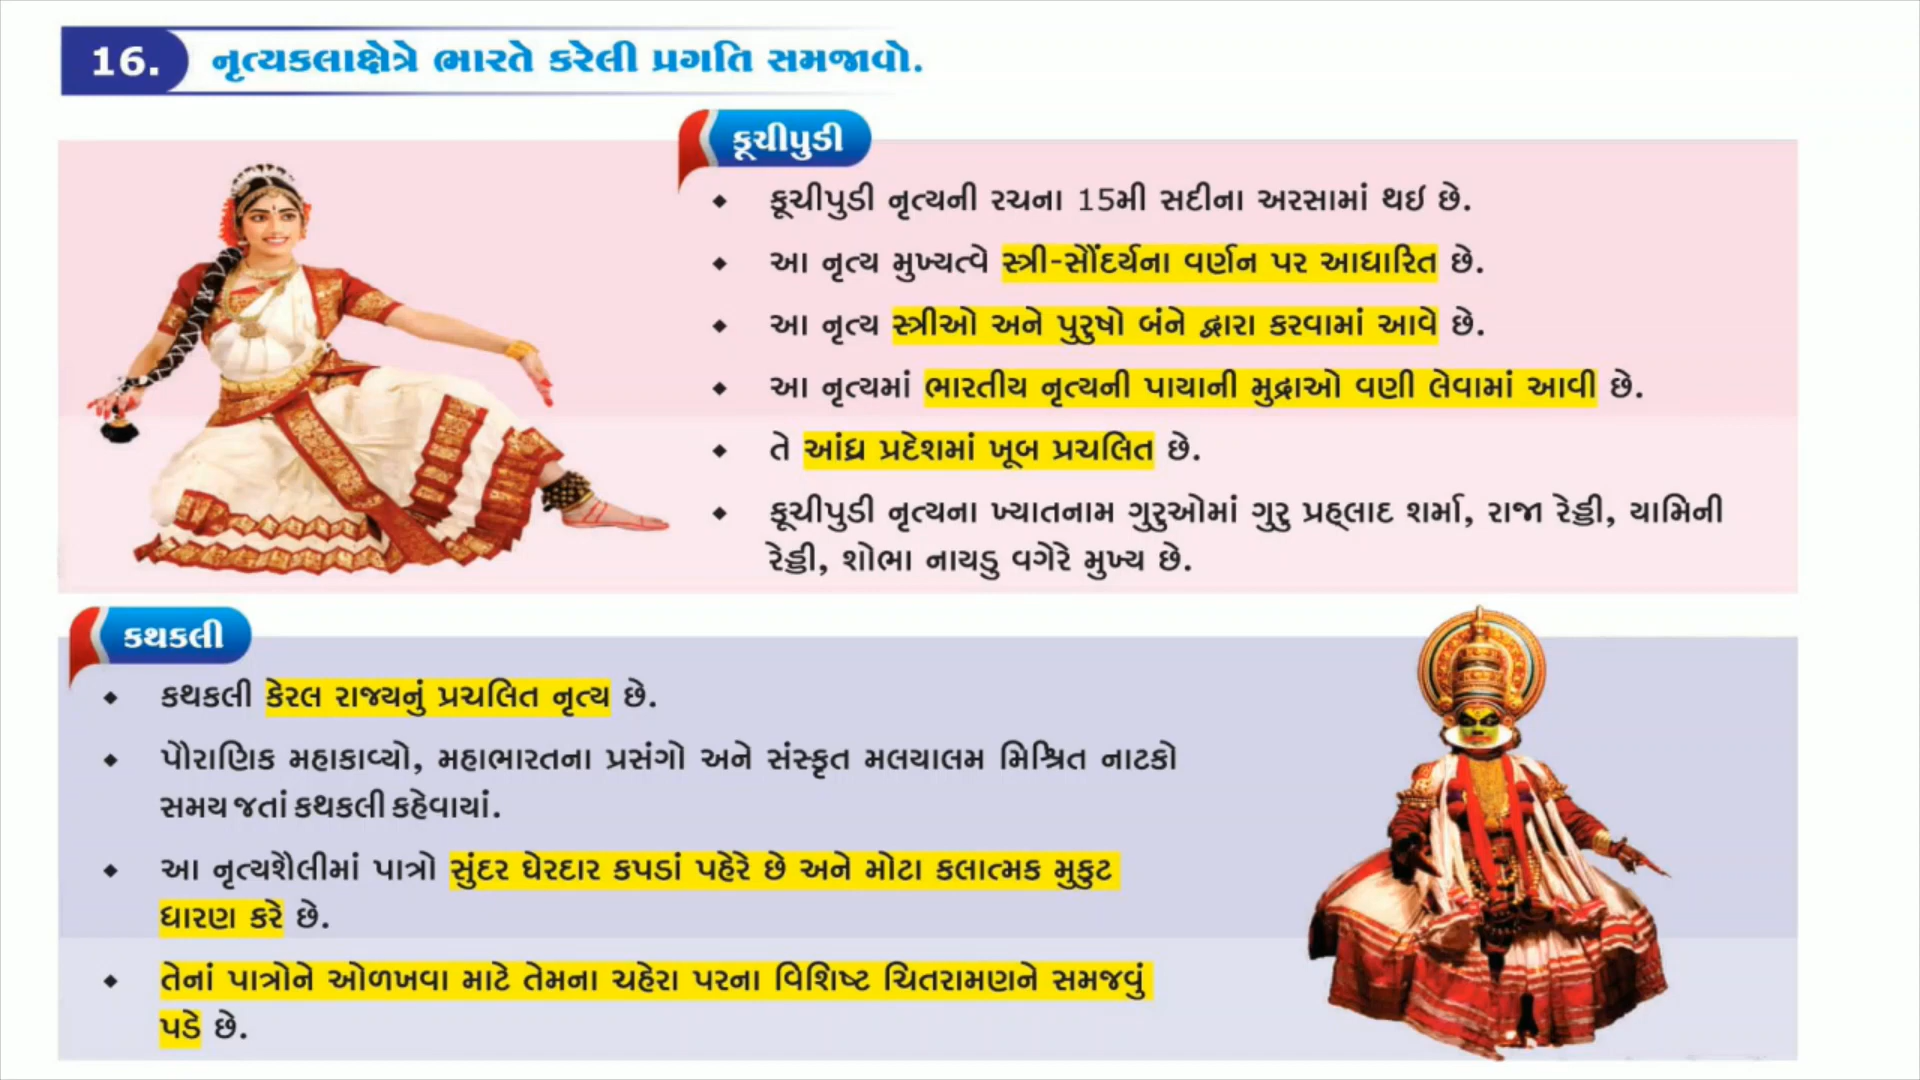 16. નૃત્યકલાક્ષેત્રે ભારતે કરેલી પ્રગતિ સમજાવો.
કૂચીપુડી
◆ કૂચીપુડી નૃત્યની રચના 15મી સદીના અરસામાં થઈ છે.
◆ આ નૃત્ય મુખ્યત્વે સ્ત્રી-સૌંદર્યના વર્ણન પર આધારિત છે.
◆ આ નૃત્ય સ્ત્રીઓ અને પુરુષો બંને દ્વારા કરવામાં આવે છે.
◆ આ નૃત્યમાં ભારતીય નૃત્યની પાયાની મુદ્રાઓ વણી લેવામાં આવી છે.
◆ તે આંધ્ર પ્રદેશમાં ખૂબ પ્રચલિત છે.
◆ કૂચીપુડી નૃત્યના ખ્યાતનામ ગુરુઓમાં ગુરુ પ્રહ્લાદ શર્મા, રાજા રેડ્ડી, યામિની
રેડ્ડી, શોભા નાયડુ વગેરે મુખ્ય છે.
કથકલી
◆ કથકલી કેરલ રાજ્યનું પ્રચલિત નૃત્ય છે.
◆ પૌરાણિક મહાકાવ્યો, મહાભારતના પ્રસંગો અને સંસ્કૃત મલયાલમ મિશ્રિત નાટકો
સમય જતાં કથકલી કહેવાયાં.
◆ આ નૃત્યશૈલીમાં પાત્રો સુંદર ઘેરદાર કપડાં પહેરે છે અને મોટા કલાત્મક મુકુટ
ધારણ કરે છે.
◆ તેનાં પાત્રોને ઓળખવા માટે તેમના ચહેરા પરના વિશિષ્ટ ચિતરામણને સમજવું
પડે છે.